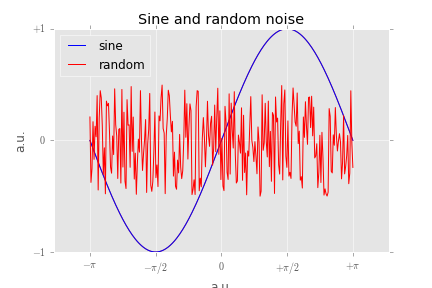 Sine and random noise
+1
sine
random
a.u.
0
−1
−π
−π/2
0
+π/2
+π
a.u.